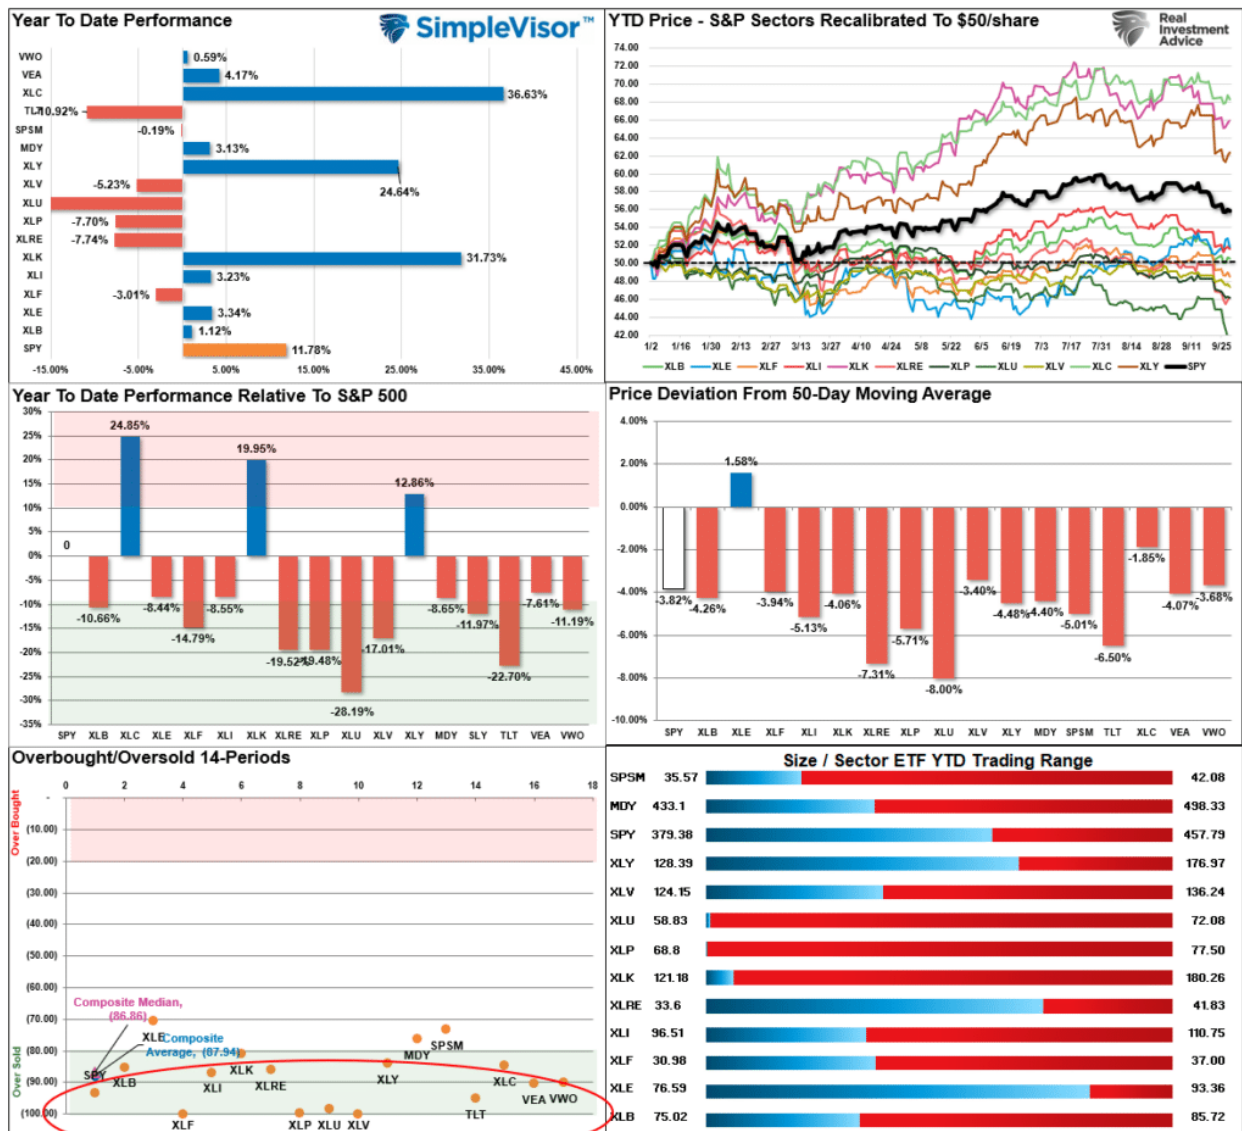 Year To Date Performance
SimpleVisor
VWO 0.59%
VEA 4.17%
XLC 36.63%
TLT -10.92%
SPSM -0.19%
MDY 3.13%
XLY 24.64%
XLV -5.23%
XLU
XLP -7.70%
XLRE -7.74%
XLK 31.73%
XLI 3.23%
XLF -3.01%
XLE 3.34%
XLB 1.12%
SPY 11.78%
-15.00% -5.00% 5.00% 15.00% 25.00% 35.00% 45.00%
YTD Price - S&P Sectors Recalibrated To $50/share
Real
Investment
Advice
74.00
72.00
70.00
68.00
66.00
64.00
62.00
60.00
58.00
56.00
54.00
52.00
50.00
48.00
46.00
44.00
42.00
1/2 1/16 1/30 2/13 2/27 3/13 3/27 4/10 4/24 5/8 5/22 6/5 6/19 7/3 7/17 7/31 8/14 8/28 9/11 9/25
XLB XLE XLF XLI XLK XLRE XLP XLU XLV XLC XLY SPY
Year To Date Performance Relative To S&P 500
30%
25%
20%
15%
10%
5%
0%
-5%
-10%
-15%
-20%
-25%
-30%
-35%
0 -10.66% 24.85% -8.44% -14.79% -8.55% 19.95% -19.52% -19.48% -28.19% -17.01% 12.86% -8.65% -11.97% -22.70% -7.61% -11.19%
SPY XLB XLC XLE XLF XLI XLK XLRE XLP XLU XLV XLY MDY SLY TLT VEA VWO
Price Deviation From 50-Day Moving Average
4.00%
2.00%
0.00%
-2.00%
-4.00%
-6.00%
-8.00%
-10.00%
-3.82% -4.26% 1.58% -3.94% -5.13% -4.06% -7.31% -5.71% -8.00% -3.40% -4.48% -4.40% -5.01% -6.50% -1.85% -4.07% -3.68%
SPY XLB XLE XLF XLI XLK XLRE XLP XLU XLV XLY MDY SPSM TLT XLC VEA VWO
Overbought/Oversold 14-Periods
0 2 4 6 8 10 12 14 16 18
Over Bought
Over Sold
-
(10.00)
(20.00)
(30.00)
(40.00)
(50.00)
(60.00)
(70.00)
(80.00)
(90.00)
(100.00)
Composite Median,
(86.86)
Composite
Average, (87.94)
SPY XLB XLE XLF XLI XLK XLRE XLP XLU XLV XLY MDY SPSM TLT XLC VEA VWO
Size / Sector ETF YTD Trading Range
SPSM 35.57 42.08
MDY 433.1 498.33
SPY 379.38 457.79
XLY 128.39 176.97
XLV 124.15 136.24
XLU 58.83 72.08
XLP 68.8 77.50
XLK 121.18 180.26
XLRE 33.6 41.83
XLI 96.51 110.75
XLF 30.98 37.00
XLE 76.59 93.36
XLB 75.02 85.72